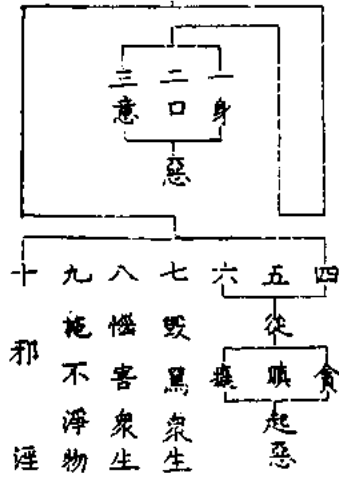 一身
二口
三意
惡
四
五
六
從
貪
瞋
癡
起惡
七毀罵衆生
八惱害衆生
九施不淨物
十邪婬